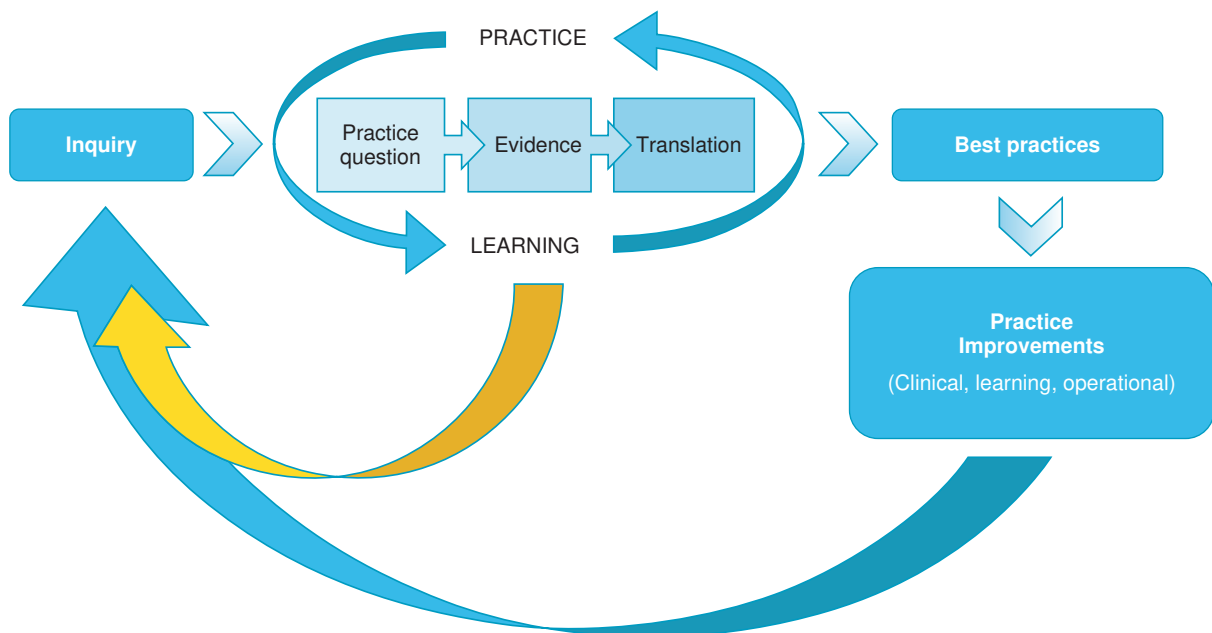 PRACTICE
Inquiry
Practice
question
Evidence
Translation
Best practices
LEARNING
Practice
Improvements
(Clinical, learning, operational)